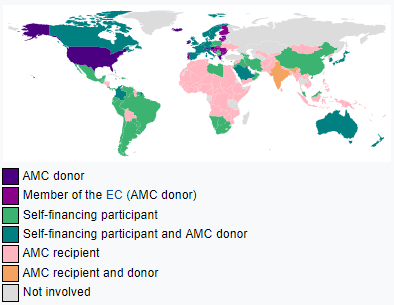 AMC donor
Member of the EC (AMC donor)
Self-financing participant
Self-financing participant and AMC donor
AMC recipient
AMC recipient and donor
Not involved